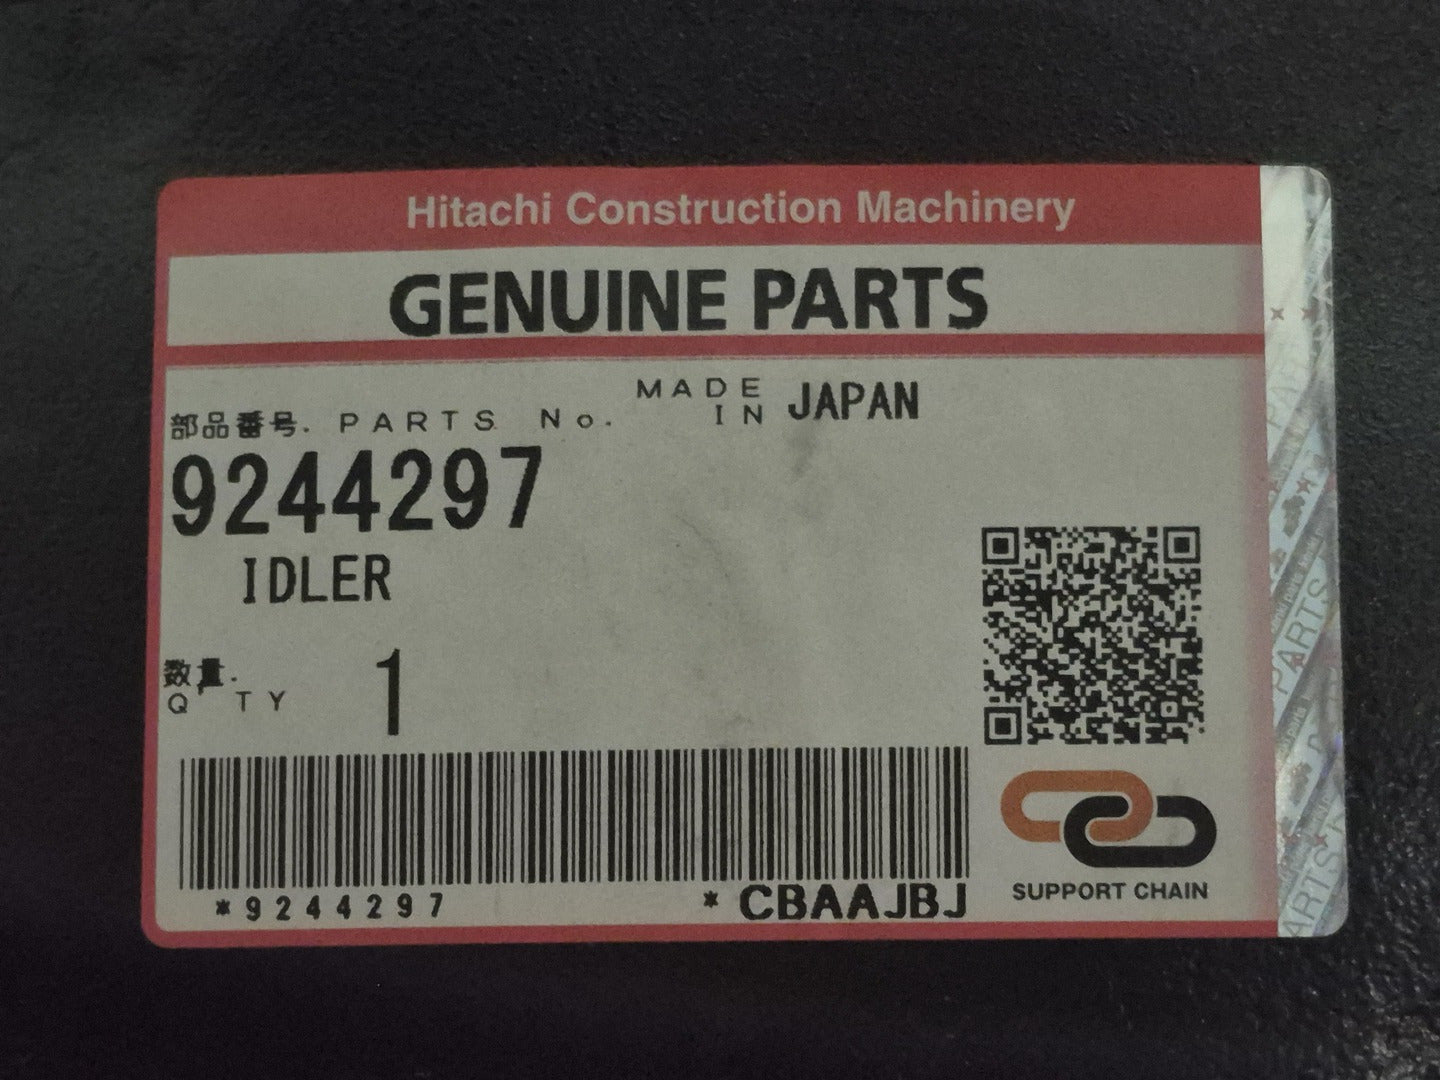 Hitachi Construction Machinery
GENUINE PARTS
MADE IN JAPAN
部品番号. PARTS No.
9244297
IDLER
数量. Q'TY 1
*9244297 *CBAAJBJ
SUPPORT CHAIN
PARTS